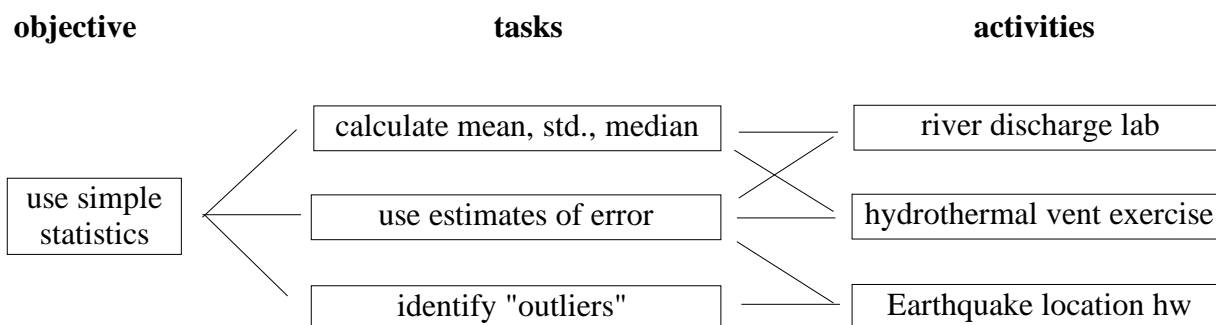 objective tasks activities
calculate mean, std., median river discharge lab
use simple
statistics
use estimates of error hydrothermal vent exercise
identify "outliers" Earthquake location hw